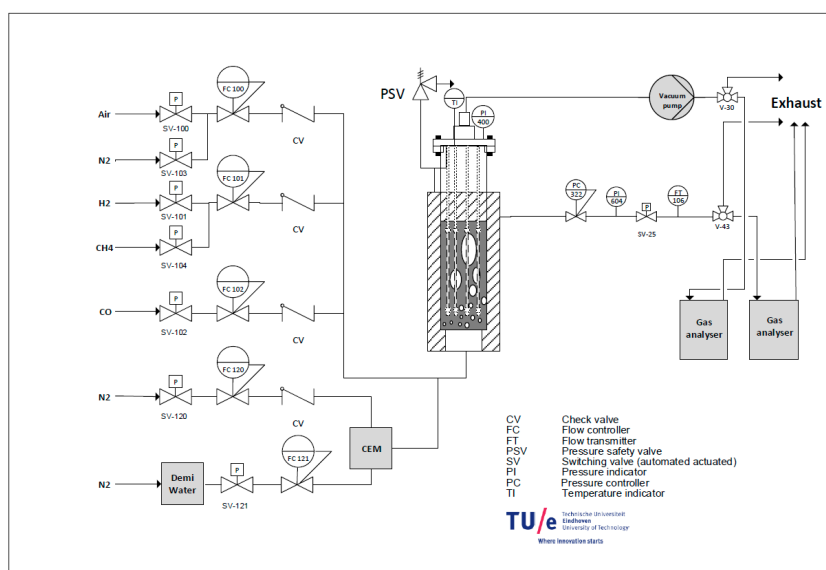 Air
P
SV-100
FC 100
CV
N2
P
SV-103
H2
P
SV-101
FC 101
CV
CH4
P
SV-104
CO
P
SV-102
FC 102
CV
N2
P
SV-120
FC 120
CV
N2
Demi
Water
P
SV-121
FC 121
CEM
PSV
TI
PI
400
Vacuum
pump
V-30
Exhaust
PC
322
PI
604
P
SV-25
FT
106
V-43
Gas
analyser
Gas
analyser
CV Check valve
FC Flow controller
FT Flow transmitter
PSV Pressure safety valve
SV Switching valve (automated actuated)
PI Pressure indicator
PC Pressure controller
TI Temperature indicator
TU/e
Technische Universiteit
Eindhoven
University of Technology
Where innovation starts